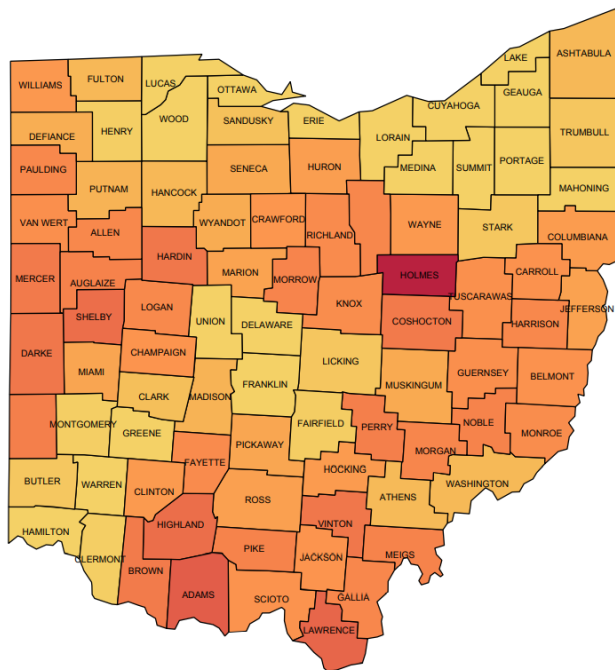 LAKE
ASHTABULA
WILLIAMS
FULTON
LUCAS
OTTAWA
GEAUGA
CUYAHOGA
DEFIANCE
HENRY
WOOD
SANDUSKY
ERIE
LORAIN
TRUMBULL
MEDINA
SUMMIT
PORTAGE
PAULDING
SENECA
HURON
PUTNAM
HANCOCK
MAHONING
VAN WERT
ALLEN
WYANDOT
CRAWFORD
RICHLAND
WAYNE
STARK
COLUMBIANA
MERCER
HARDIN
MARION
MORROW
HOLMES
CARROLL
AUGLAIZE
TUSCARAWAS
JEFFERSON
SHELBY
LOGAN
UNION
DELAWARE
KNOX
COSHOCTON
HARRISON
DARKE
CHAMPAIGN
LICKING
MIAMI
CLARK
MADISON
FRANKLIN
MUSKINGUM
GUERNSEY
BELMONT
MONTGOMERY
GREENE
FAIRFIELD
PERRY
NOBLE
MONROE
PICKAWAY
MORGAN
FAYETTE
HOCKING
BUTLER
WARREN
CLINTON
ROSS
ATHENS
WASHINGTON
HAMILTON
HIGHLAND
VINTON
CLERMONT
PIKE
JACKSON
MEIGS
BROWN
ADAMS
SCIOTO
GALLIA
LAWRENCE